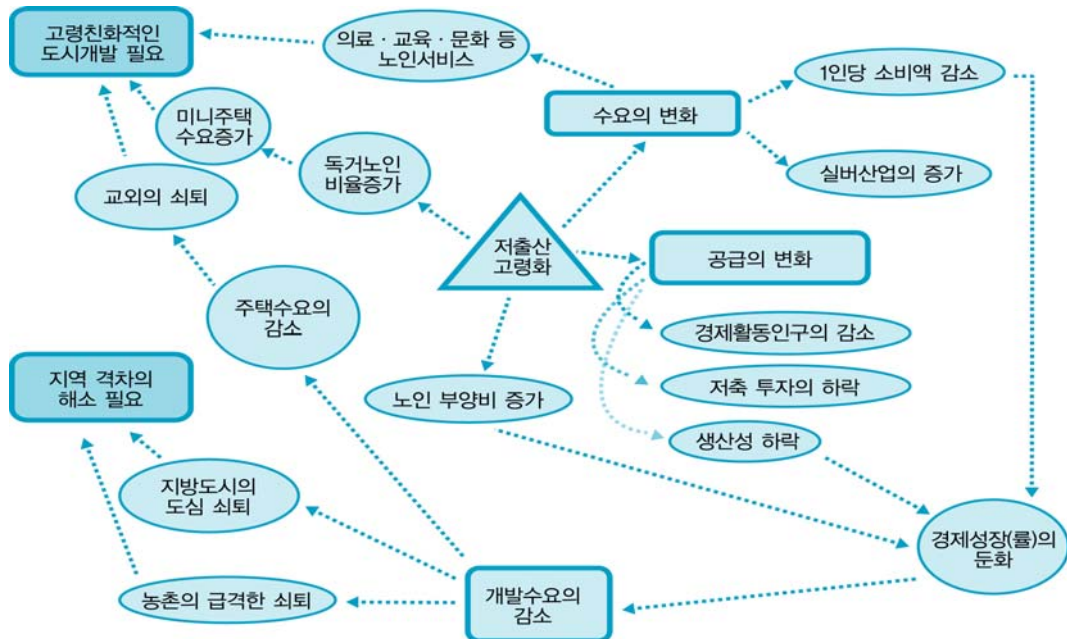 고령친화적인
도시개발 필요
의료 · 교육 · 문화 등
노인서비스
1인당 소비액 감소
수요의 변화
미니주택
수요증가
독거노인
비율증가
실버산업의 증가
교외의 쇠퇴
저출산
고령화
공급의 변화
주택수요의
감소
경제활동인구의 감소
지역 격차의
해소 필요
노인 부양비 증가
저축 투자의 하락
생산성 하락
지방도시의
도심 쇠퇴
경제성장(률)의
둔화
농촌의 급격한 쇠퇴
개발수요의
감소